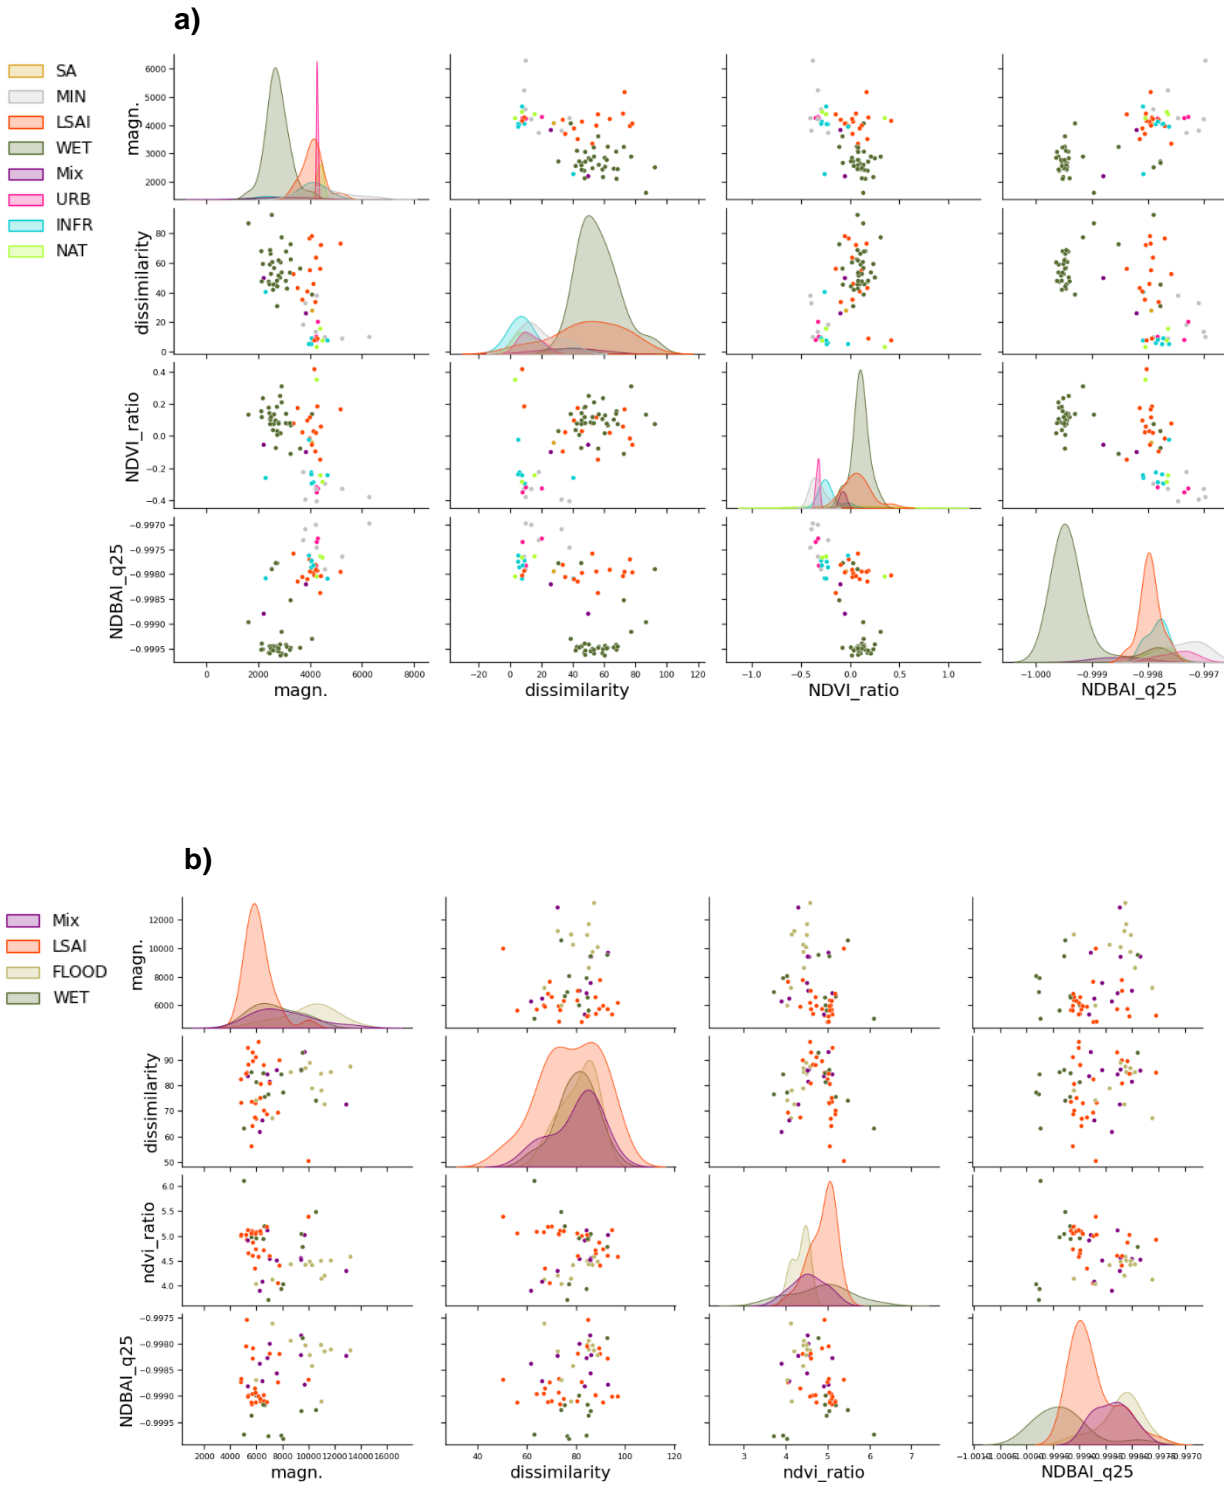 a)
SA
MIN
LSAI
WET
Mix
URB
INFR
NAT
magn.
6000
5000
4000
3000
2000
dissimilarity
80
60
40
20
0
NDVI_ratio
0.4
0.2
0.0
−0.2
−0.4
NDBAI_q25
−0.9970
−0.9975
−0.9980
−0.9985
−0.9990
−0.9995
0 2000 4000 6000 8000
−20 0 20 40 60 80 100 120
−1.0 −0.5 0.0 0.5 1.0
−1.000 −0.999 −0.998 −0.997
magn. dissimilarity NDVI_ratio NDBAI_q25
b)
Mix
LSAI
FLOOD
WET
magn.
12000
10000
8000
6000
dissimilarity
90
80
70
60
50
ndvi_ratio
6.0
5.5
5.0
4.5
4.0
NDBAI_q25
−0.9975
−0.9980
−0.9985
−0.9990
−0.9995
2000 4000 6000 8000 10000 12000 14000 16000
40 60 80 100 120
3 4 5 6 7
−0.9970
magn. dissimilarity ndvi_ratio NDBAI_q25